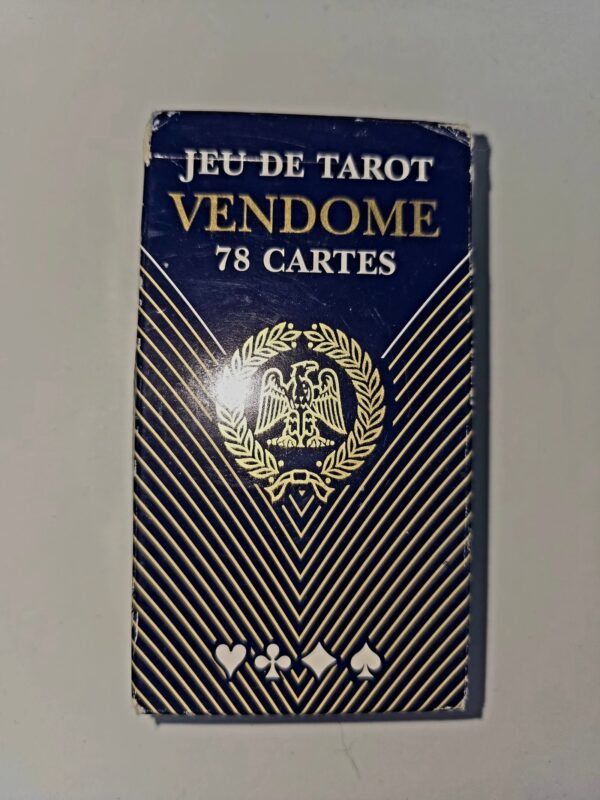 JEU DE TAROT
VENDOME
78 CARTES